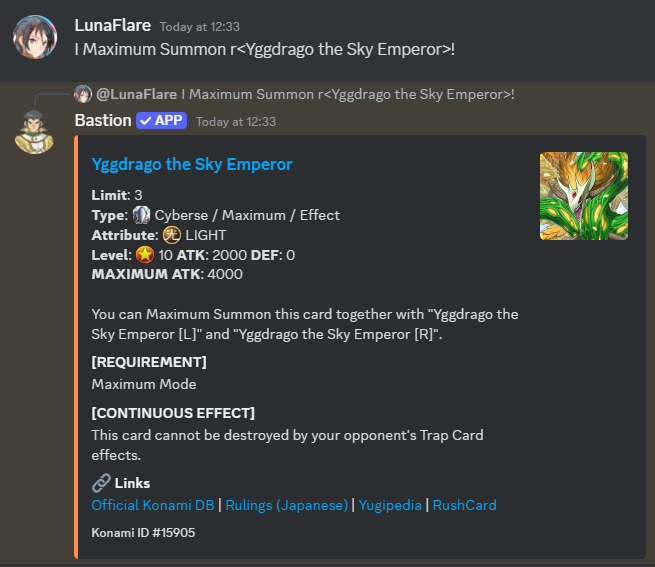 LunaFlare Today at 12:33
I Maximum Summon r<Yggdrago the Sky Emperor>!
@LunaFlare I Maximum Summon r<Yggdrago the Sky Emperor>!
Bastion ✓ APP Today at 12:33
Yggdrago the Sky Emperor
Limit: 3
Type: Cyberse / Maximum / Effect
Attribute: LIGHT
Level: 10 ATK: 2000 DEF: 0
MAXIMUM ATK: 4000
You can Maximum Summon this card together with "Yggdrago the
Sky Emperor [L]" and "Yggdrago the Sky Emperor [R]".
[REQUIREMENT]
Maximum Mode
[CONTINUOUS EFFECT]
This card cannot be destroyed by your opponent's Trap Card
effects.
Links
Official Konami DB | Rulings (Japanese) | Yugipedia | RushCard
Konami ID #15905